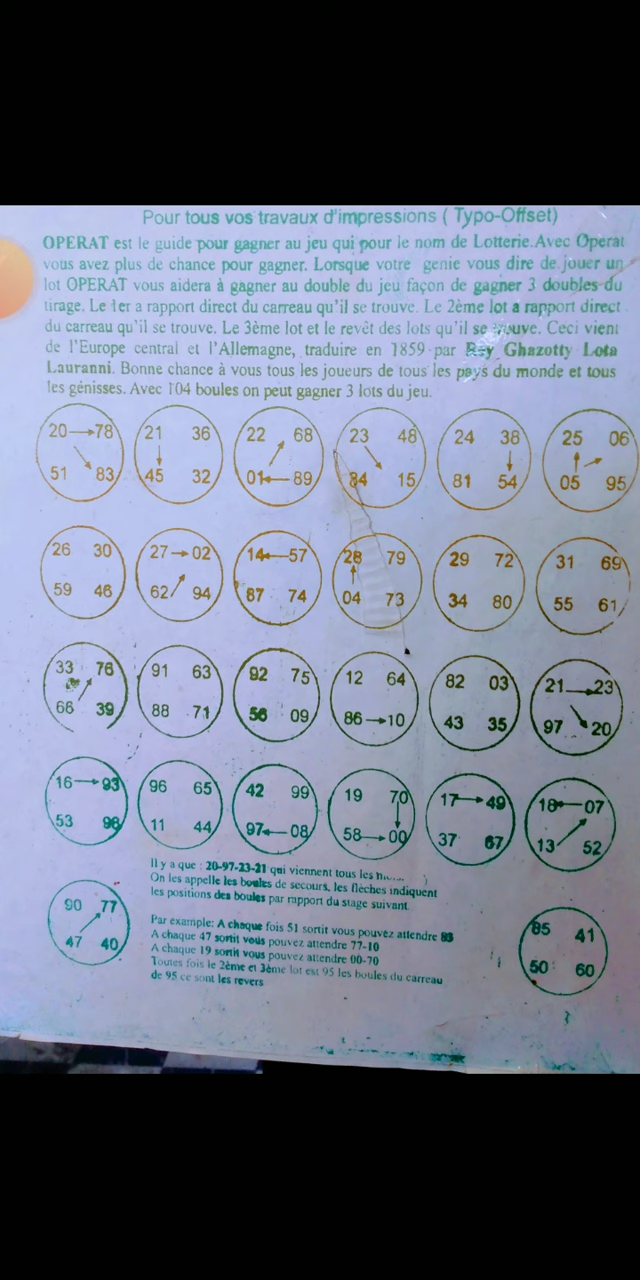 Pour tous vos travaux d'impressions ( Typo-Offset)
OPERAT est le guide pour gagner au jeu qui pour le nom de Lotterie.Avec Operat
vous avez plus de chance pour gagner. Lorsque votre genie vous dire de jouer un
lot OPERAT vous aidera à gagner au double du jeu façon de gagner 3 doubles du
tirage. Le 1er a rapport direct du carreau qu'il se trouve. Le 2ème lot a rapport direct
du carreau qu'il se trouve. Le 3ème lot et le revêt des lots qu'il se trouve. Ceci vient
de l'Europe central et l'Allemagne, traduire en 1859 par Rey Ghazotty Lota
Lauranni. Bonne chance à vous tous les joueurs de tous les pays du monde et tous
les génisses. Avec 104 boules on peut gagner 3 lots du jeu.
20 → 78 21 36 22 68 23 48 24 38 25 06
51 83 45 32 01 ← 89 84 15 81 54 05 95
26 30 27 → 02 14 ← 57 28 79 29 72 31 69
59 46 62 94 87 74 04 73 34 80 55 61
33 76 91 63 92 75 12 64 82 03 21 → 23
66 39 88 71 56 09 86 → 10 43 35 97 20
16 → 93 96 65 42 99 19 70 17 → 49 18 ← 07
53 98 11 44 97 ← 08 58 → 00 37 67 13 52
Il y a que : 20-97-23-21 qui viennent tous les
On les appelle les boules de secours, les flèches indiquent
les positions des boules par rapport du stage suivant.
90 77
47 40
Par example: A chaque fois 51 sortit vous pouvez attendre 83
A chaque 47 sortit vous pouvez attendre 77-10
A chaque 19 sortit vous pouvez attendre 00-70
Toutes fois le 2ème et 3ème lot est 95 les boules du carreau
de 95 ce sont les revers
85 41
50 60